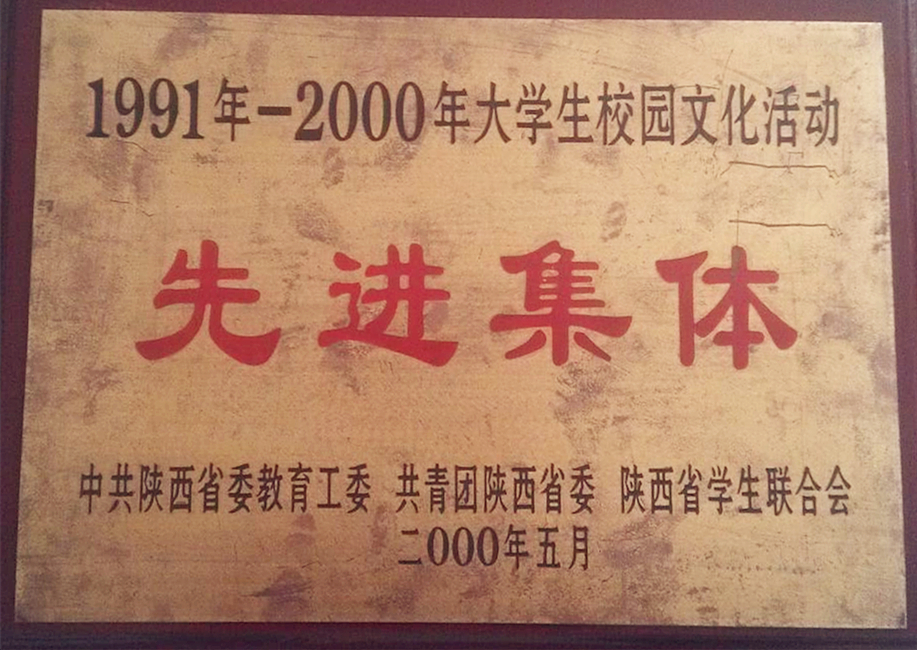 1991年-2000年大学生校园文化活动
先进集体
中共陕西省委教育工委 共青团陕西省委 陕西省学生联合会
二000年五月